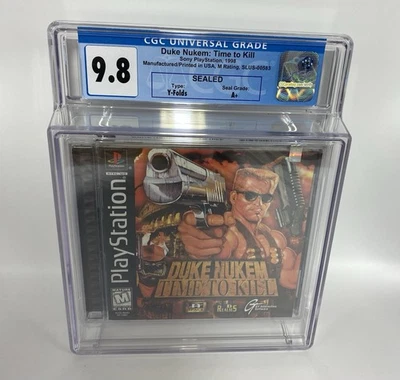 CGC UNIVERSAL GRADE
9.8
Duke Nukem: Time to Kill
Sony PlayStation, 1998
Manufactured/Printed in USA, M Rating, SLUS-00583
SEALED
Type: Seal Grade:
Y-Folds A+
PlayStation
DUKE NUKEM
TIME TO KILL
M